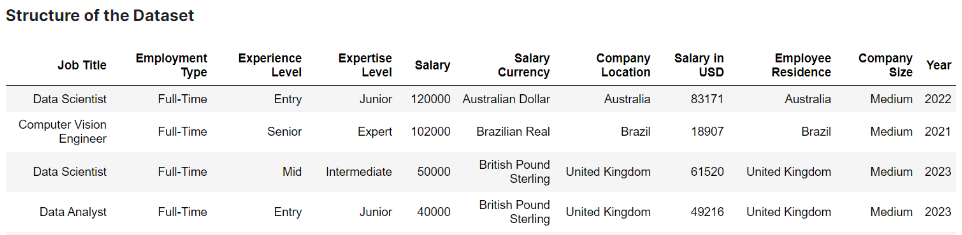 Structure of the Dataset
Job Title Employment Type Experience Level Expertise Level Salary Salary Currency Company Location Salary in USD Employee Residence Company Size Year
Data Scientist Full-Time Entry Junior 120000 Australian Dollar Australia 83171 Australia Medium 2022
Computer Vision Engineer Full-Time Senior Expert 102000 Brazilian Real Brazil 18907 Brazil Medium 2021
Data Scientist Full-Time Mid Intermediate 50000 British Pound Sterling United Kingdom 61520 United Kingdom Medium 2023
Data Analyst Full-Time Entry Junior 40000 British Pound Sterling United Kingdom 49216 United Kingdom Medium 2023